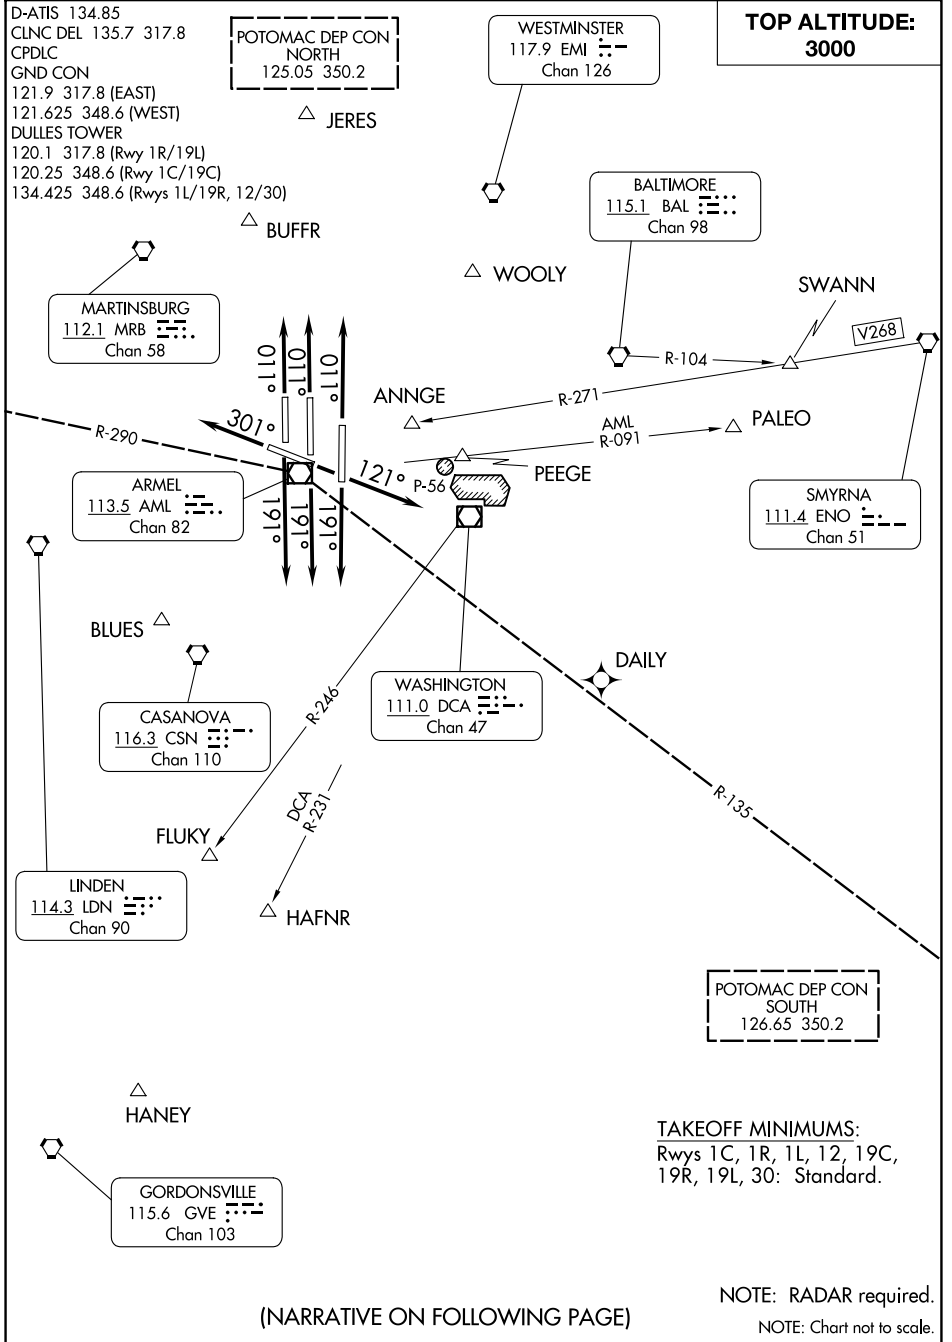 D-ATIS 134.85
CLNC DEL 135.7 317.8
CPDLC
GND CON
121.9 317.8 (EAST)
121.625 348.6 (WEST)
DULLES TOWER
120.1 317.8 (Rwy 1R/19L)
120.25 348.6 (Rwy 1C/19C)
134.425 348.6 (Rwys 1L/19R, 12/30)
POTOMAC DEP CON
NORTH
125.05 350.2
WESTMINSTER
117.9 EMI
Chan 126
TOP ALTITUDE:
3000
JERES
BUFFR
WOOLY
BALTIMORE
115.1 BAL
Chan 98
SWANN
V268
MARTINSBURG
112.1 MRB
Chan 58
R-104
R-271
011°
011°
011°
ANNGE
PALEO
AML
R-091
PEEGE
P-56
301°
121°
R-290
ARMEL
113.5 AML
Chan 82
191°
191°
191°
SMYRNA
111.4 ENO
Chan 51
BLUES
DAILY
CASANOVA
116.3 CSN
Chan 110
WASHINGTON
111.0 DCA
Chan 47
R-246
R-135
DCA
R-231
FLUKY
HAFNR
LINDEN
114.3 LDN
Chan 90
POTOMAC DEP CON
SOUTH
126.65 350.2
HANEY
GORDONSVILLE
115.6 GVE
Chan 103
TAKEOFF MINIMUMS:
Rwys 1C, 1R, 1L, 12, 19C,
19R, 19L, 30: Standard.
(NARRATIVE ON FOLLOWING PAGE)
NOTE: RADAR required.
NOTE: Chart not to scale.